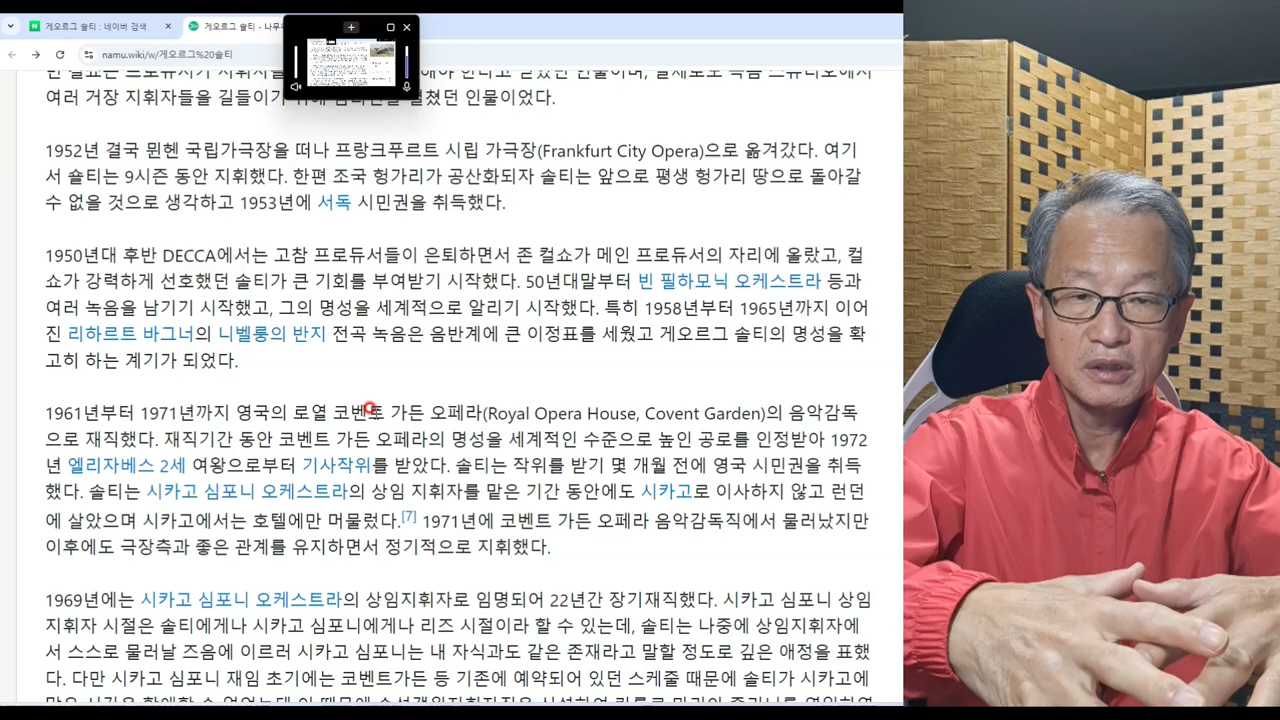 게오르그 솔티 : 네이버 검색
게오르그 솔티 - 나무
namu.wiki/w/게오르그%20솔티
여러 거장 지휘자들을 길들이기 위해 던 인물이었다.
1952년 결국 뮌헨 국립가극장을 떠나 프랑크푸르트 시립 가극장(Frankfurt City Opera)으로 옮겨갔다. 여기
서 숄티는 9시즌 동안 지휘했다. 한편 조국 헝가리가 공산화되자 솔티는 앞으로 평생 헝가리 땅으로 돌아갈
수 없을 것으로 생각하고 1953년에 서독 시민권을 취득했다.
1950년대 후반 DECCA에서는 고참 프로듀서들이 은퇴하면서 존 컬쇼가 메인 프로듀서의 자리에 올랐고, 컬
쇼가 강력하게 선호했던 솔티가 큰 기회를 부여받기 시작했다. 50년대말부터 빈 필하모닉 오케스트라 등과
여러 녹음을 남기기 시작했고, 그의 명성을 세계적으로 알리기 시작했다. 특히 1958년부터 1965년까지 이어
진 리하르트 바그너의 니벨룽의 반지 전곡 녹음은 음반계에 큰 이정표를 세웠고 게오르그 솔티의 명성을 확
고히 하는 계기가 되었다.
1961년부터 1971년까지 영국의 로열 코벤트 가든 오페라(Royal Opera House, Covent Garden)의 음악감독
으로 재직했다. 재직기간 동안 코벤트 가든 오페라의 명성을 세계적인 수준으로 높인 공로를 인정받아 1972
년 엘리자베스 2세 여왕으로부터 기사작위를 받았다. 솔티는 작위를 받기 몇 개월 전에 영국 시민권을 취득
했다. 솔티는 시카고 심포니 오케스트라의 상임 지휘자를 맡은 기간 동안에도 시카고로 이사하지 않고 런던
에 살았으며 시카고에서는 호텔에만 머물렀다.[7] 1971년에 코벤트 가든 오페라 음악감독직에서 물러났지만
이후에도 극장측과 좋은 관계를 유지하면서 정기적으로 지휘했다.
1969년에는 시카고 심포니 오케스트라의 상임지휘자로 임명되어 22년간 장기재직했다. 시카고 심포니 상임
지휘자 시절은 솔티에게나 시카고 심포니에게나 리즈 시절이라 할 수 있는데, 솔티는 나중에 상임지휘자에
서 스스로 물러날 즈음에 이르러 시카고 심포니는 내 자식과도 같은 존재라고 말할 정도로 깊은 애정을 표했
다. 다만 시카고 심포니 재임 초기에는 코벤트가든 등 기존에 예약되어 있던 스케줄 때문에 솔티가 시카고에